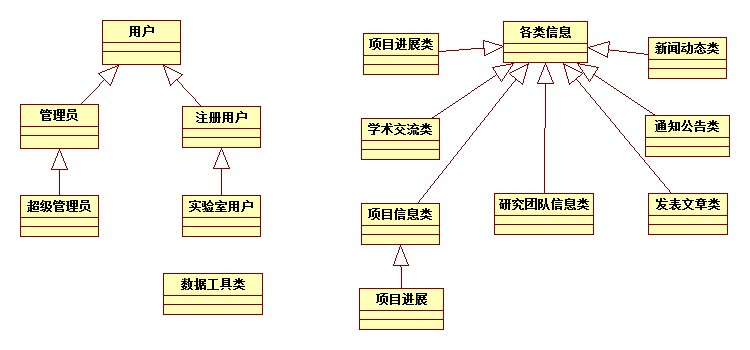 用户
管理员
注册用户
超级管理员
实验室用户
数据工具类
各类信息
项目进展类
新闻动态类
学术交流类
通知公告类
项目信息类
研究团队信息类
发表文章类
项目进展